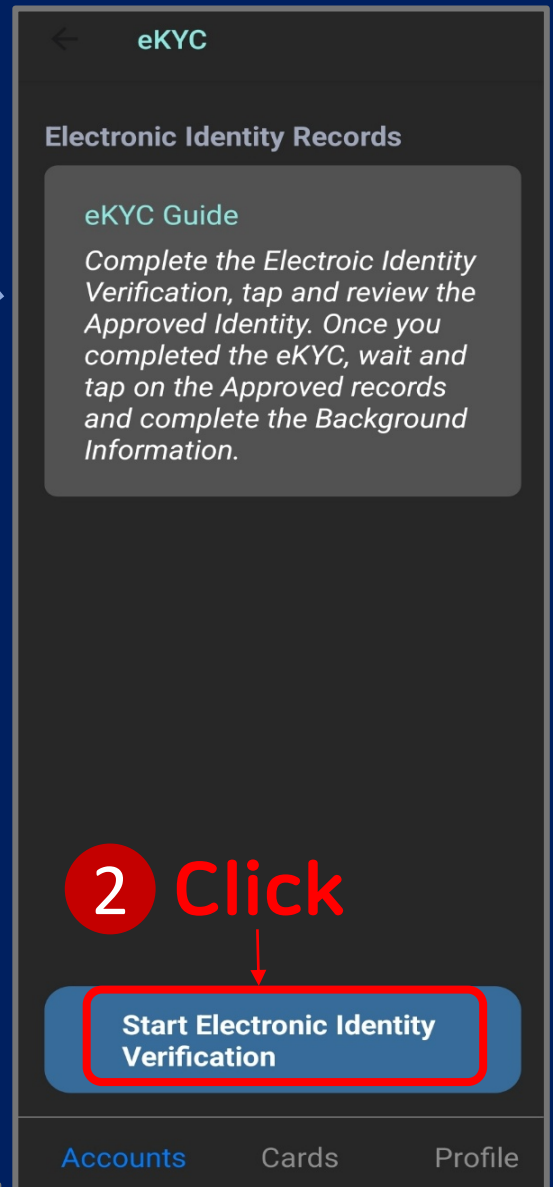 eKYC
Electronic Identity Records
eKYC Guide
Complete the Electroic Identity
Verification, tap and review the
Approved Identity. Once you
completed the eKYC, wait and
tap on the Approved records
and complete the Background
Information.
2 Click
Start Electronic Identity
Verification
Accounts Cards Profile